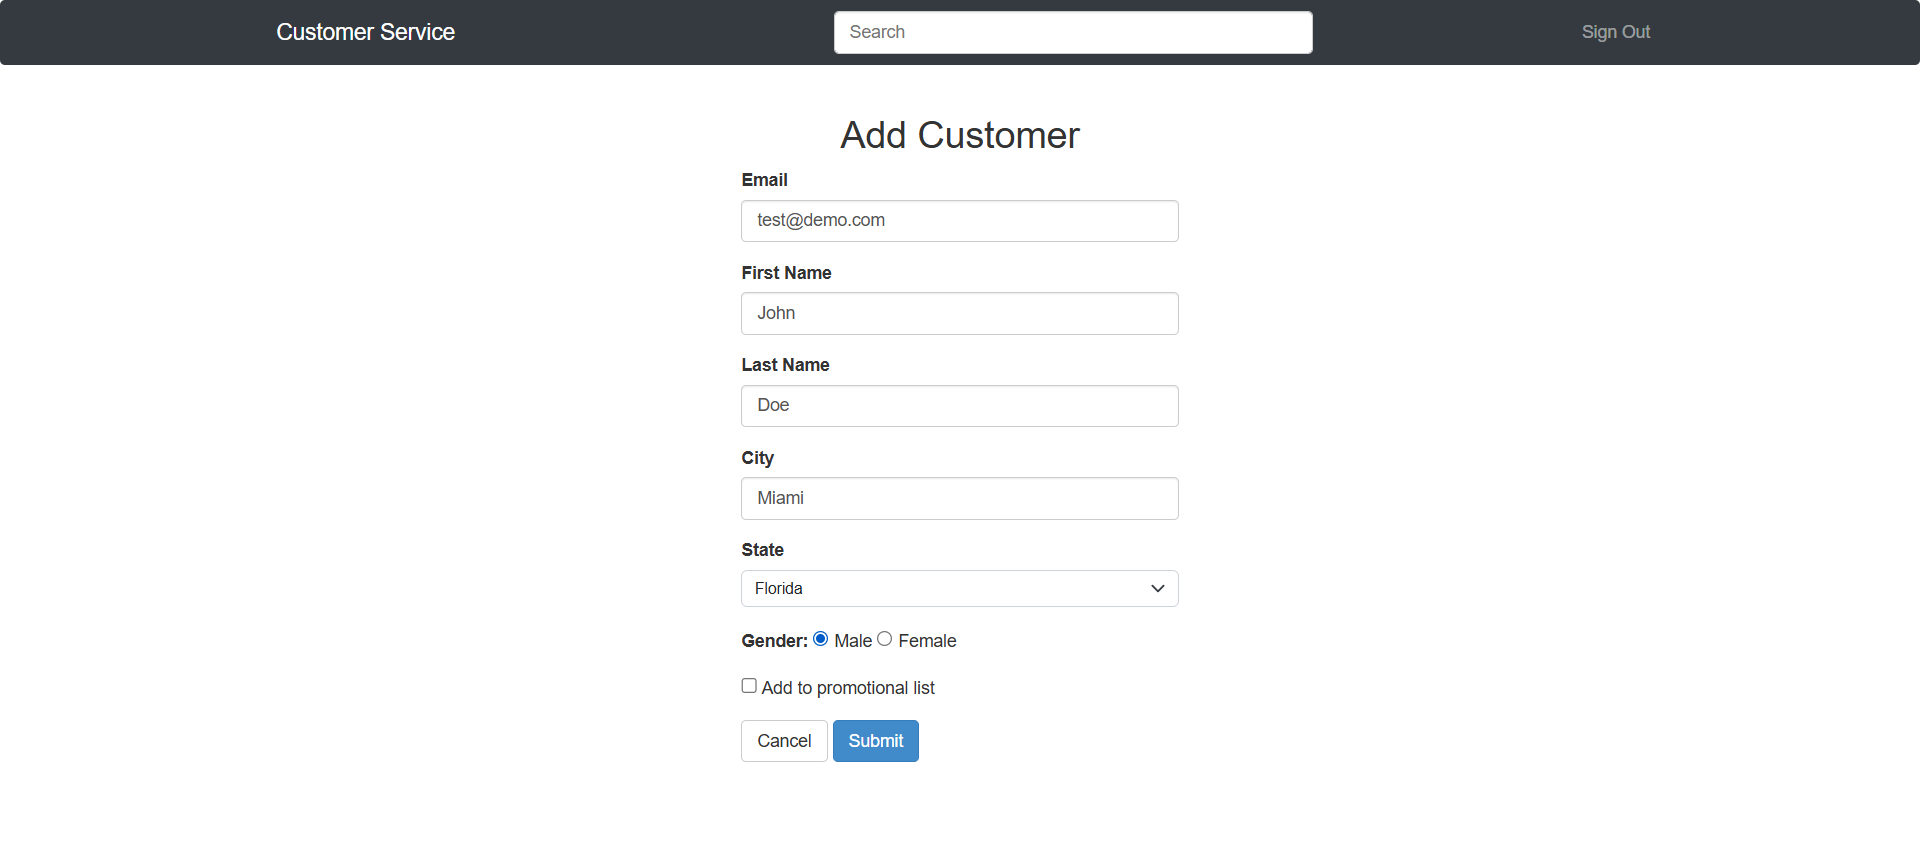 Customer Service
Search
Sign Out
Add Customer
Email
test@demo.com
First Name
John
Last Name
Doe
City
Miami
State
Florida
Gender: Male Female
Add to promotional list
Cancel Submit